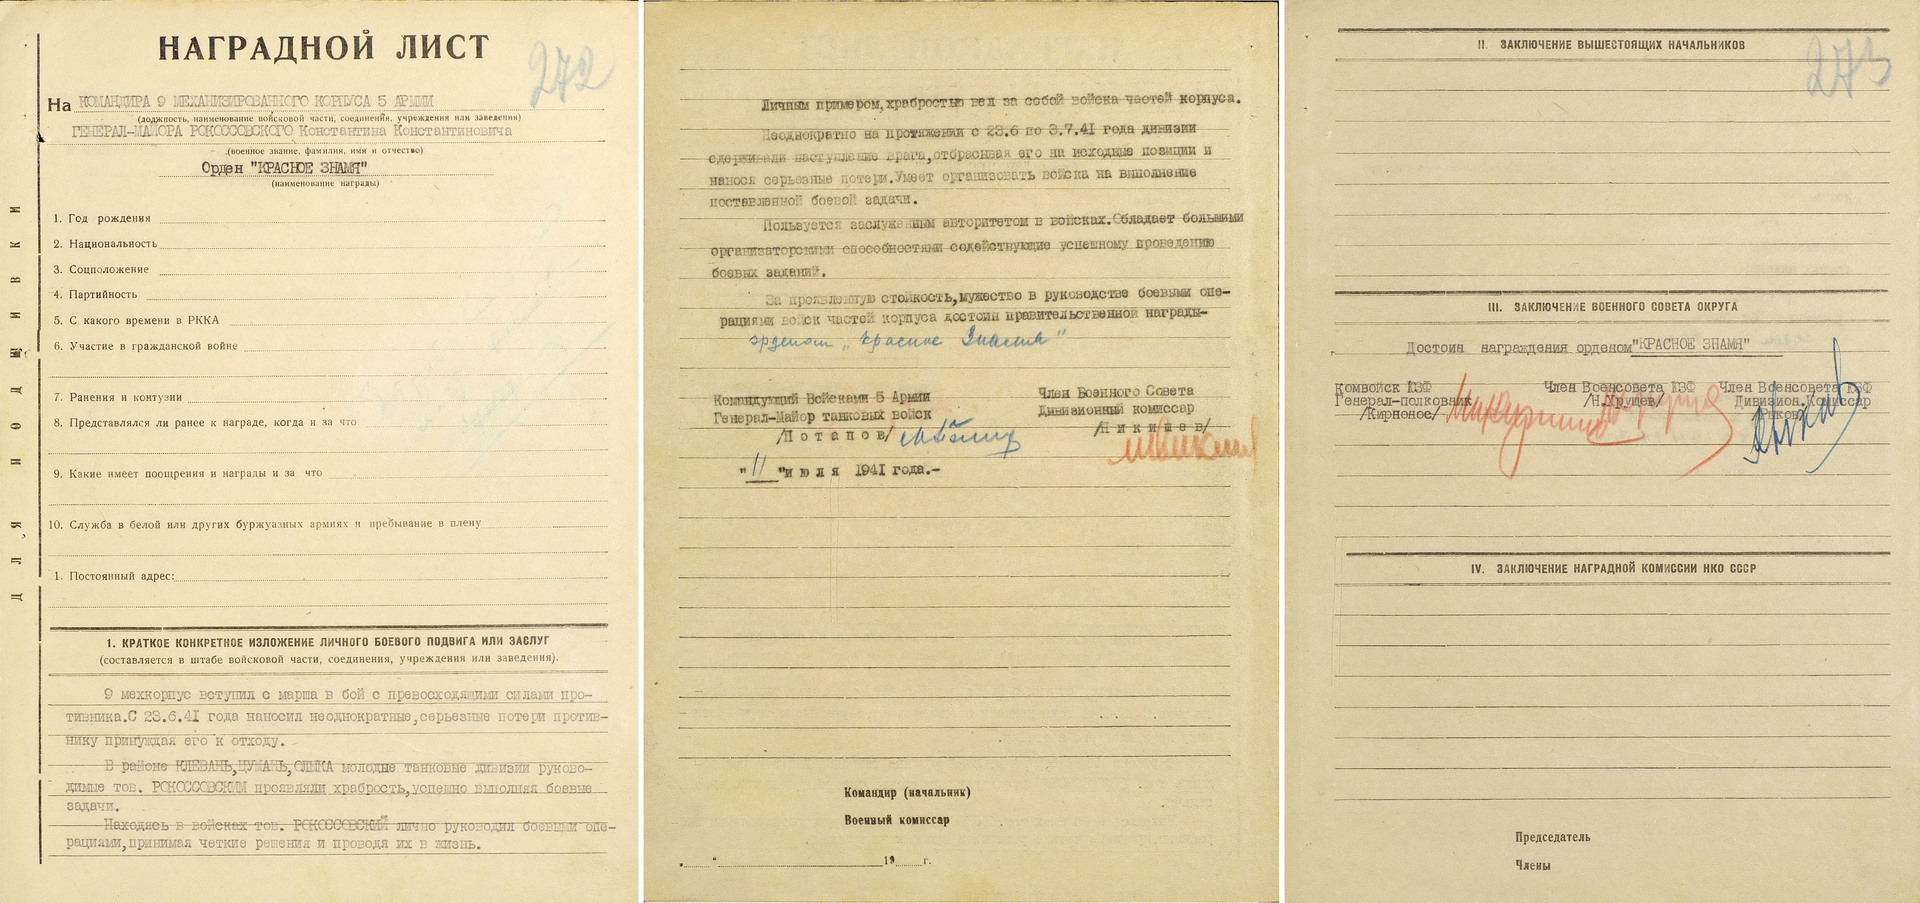 НАГРАДНОЙ ЛИСТ
272
На КОМАНДИРА 9 МЕХАНИЗИРОВАННОГО КОРПУСА 5 АРМИИ
(должность, наименование войсковой части, соединения, учреждения или заведения)
ГЕНЕРАЛ-МАЙОРА РОКОССОВСКОГО Константина Константиновича
(военное звание, фамилия, имя и отчество)
Орден "КРАСНОЕ ЗНАМЯ"
(наименование награды)
ДЛЯ ПОДШИВКИ
1. Год рождения
2. Национальность
3. Соцположение
4. Партийность
5. С какого времени в РККА
6. Участие в гражданской войне
7. Ранения и контузии
8. Представлялся ли ранее к награде, когда и за что
9. Какие имеет поощрения и награды и за что
10. Служба в белой или других буржуазных армиях и пребывание в плену
1. Постоянный адрес:
1. КРАТКОЕ КОНКРЕТНОЕ ИЗЛОЖЕНИЕ ЛИЧНОГО БОЕВОГО ПОДВИГА ИЛИ ЗАСЛУГ
(составляется в штабе войсковой части, соединения, учреждения или заведения).
9 мехкорпус вступил с марша в бой с превосходящими силами про-
тивника.С 23.6.41 года наносил неоднократные,серьезные потери против-
нику принуждая его к отходу.
В районе КЛЕВАНЬ,ЦУМАНЬ,ОЛЫКА молодые танковые дивизии руково-
димые тов. РОКОССОВСКИМ проявляли храбрость,успешно выполняя боевые
задачи.
Находясь в войсках тов. РОКОССОВСКИЙ лично руководил боевыми опе-
рациями,принимая четкие решения и проводя их в жизнь.
Личным примером,храбростью вел за собой войска частей корпуса.
Неоднократно на протяжении с 23.6 по 3.7.41 года дивизии
сдерживали наступление врага,отбрасывая его на исходные позиции и
нанося серьезные потери.Умеет организовать войска на выполнение
поставленной боевой задачи.
Пользуется заслуженным авторитетом в войсках.Обладает большими
организаторскими способностями содействующие успешному проведению
боевых заданий.
За проявленную стойкость,мужество в руководстве боевыми опе-
рациями войск частей корпуса достоин правительственной награды-
орденом „Красное Знамя"
Командующий Войсками 5 Армии
Генерал-Майор танковых войск
/Потапов/
Член Военного Совета
Дивизионный комиссар
/Никишев/
"11"июля 1941 года.-
Командир (начальник)
Военный комиссар
„ " 19 г.
273
II. ЗАКЛЮЧЕНИЕ ВЫШЕСТОЯЩИХ НАЧАЛЬНИКОВ
III. ЗАКЛЮЧЕНИЕ ВОЕННОГО СОВЕТА ОКРУГА
Достоин награждения орденом"КРАСНОЕ ЗНАМЯ"
Комвойск ЮЗФ
Генерал-полковник
/Кирпонос/
Член Военсовета ЮЗФ
/Н.Хрущев/
Член Военсовета ЮЗФ
Дивизион.Комиссар
Рыков
IV. ЗАКЛЮЧЕНИЕ НАГРАДНОЙ КОМИССИИ НКО СССР
Председатель
Члены